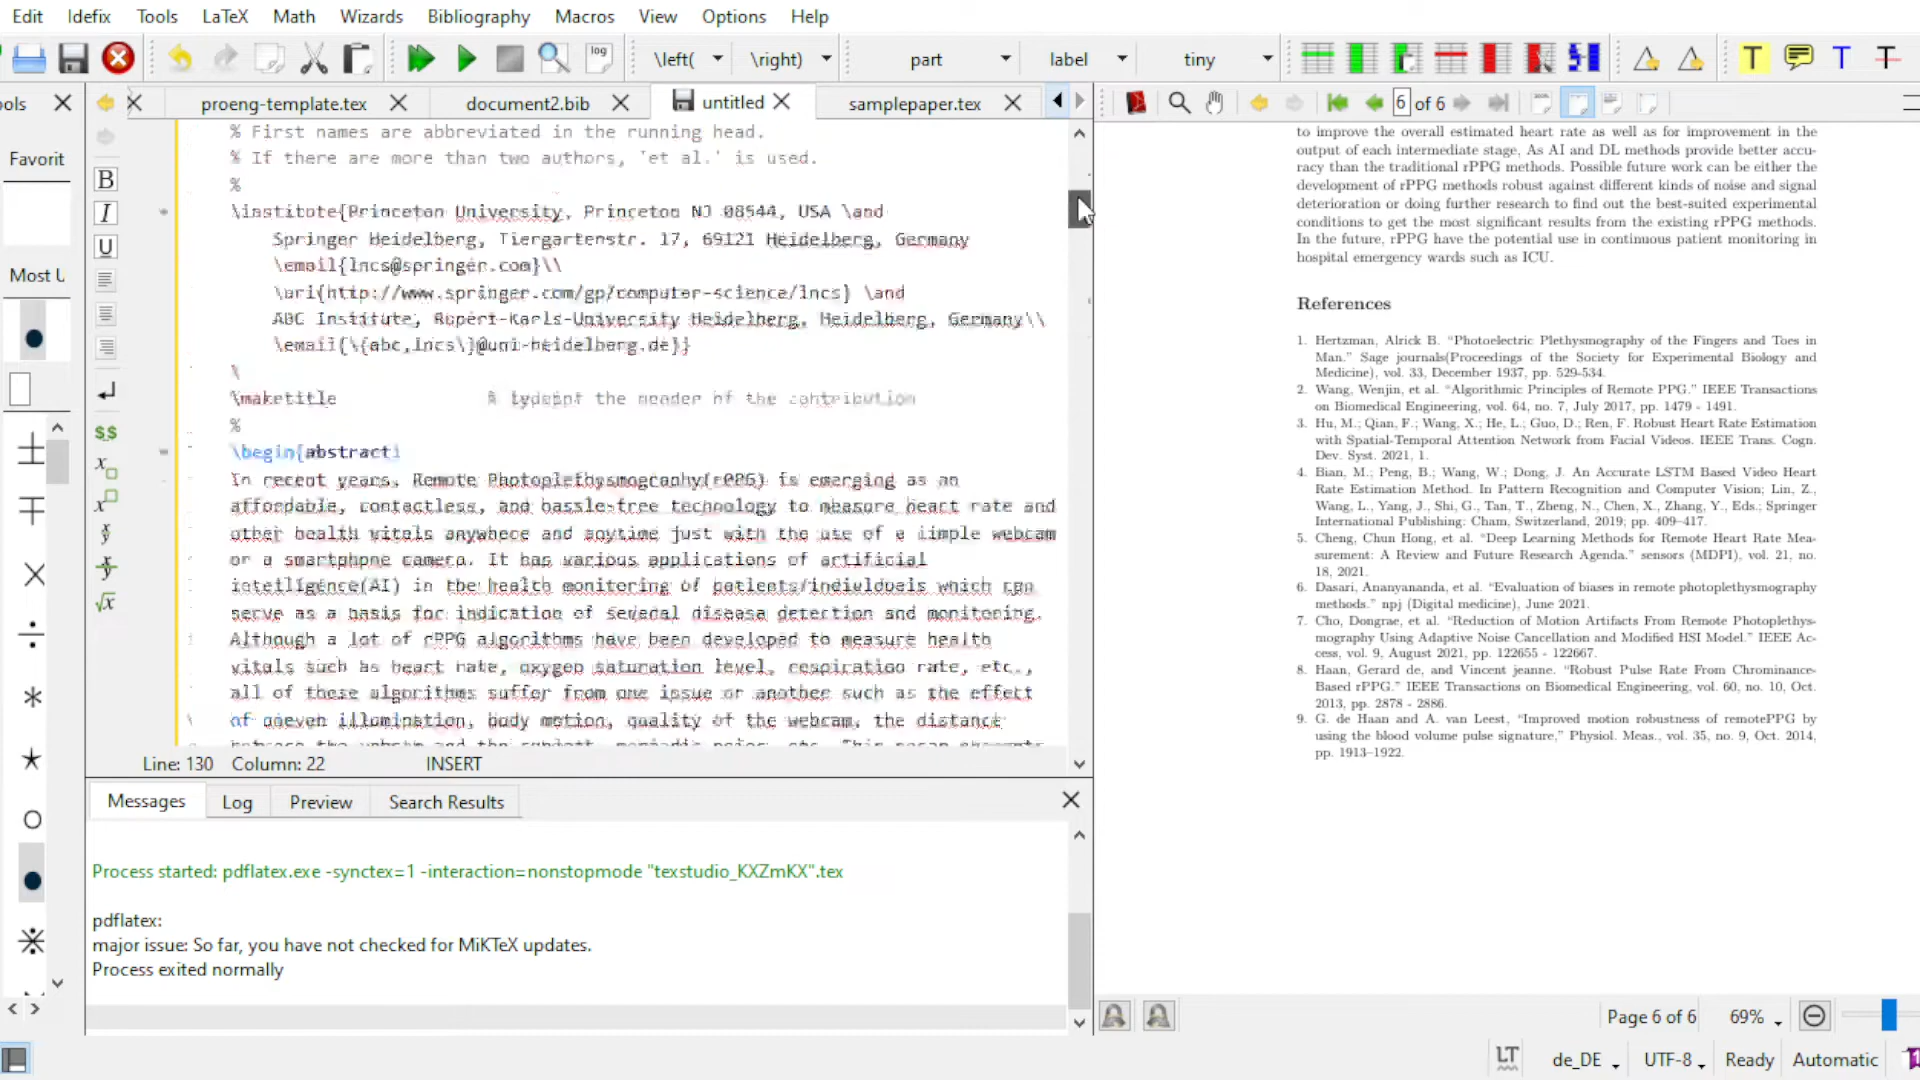 Edit Idefix Tools LaTeX Math Wizards Bibliography Macros View Options Help
log \left( \right) part label tiny T T T
ols proeng-template.tex document2.bib untitled samplepaper.tex 6 of 6
Favorit
Most U
B
I
U
$$
% First names are abbreviated in the running head.
% If there are more than two authors, 'et al.' is used.
%
\institute{Princeton University, Princeton NJ 08544, USA \and
Springer Heidelberg, Tiergartenstr. 17, 69121 Heidelberg, Germany
\email{lncs@springer.com}\\
\url{http://www.springer.com/gp/computer-science/lncs} \and
ABC Institute, Rupert-Karls-University Heidelberg, Heidelberg, Germany\\
\email{\{abc,lncs\}@uni-heidelberg.de}}
\maketitle the of the contribution
%
\begin{abstract}
In recent years, Remote Photoplethysmography(rPPG) is emerging as an
affordable, contactless, and hassle-free technology to measure heart rate and
other health vitals anywhere and anytime just with the use of a simple webcam
or a smartphone camera. It has various applications of artificial
intelligence(AI) in the health monitoring of patients/individuals which can
serve as a basis for indication of several disease detection and monitoring.
Although a lot of rPPG algorithms have been developed to measure health
vitals such as heart rate, oxygen saturation level, respiration rate, etc.,
all of these algorithms suffer from one issue or another such as the effect
of uneven illumination, body motion, quality of the webcam, the distance
Line: 130 Column: 22 INSERT
Messages Log Preview Search Results
Process started: pdflatex.exe -synctex=1 -interaction=nonstopmode "texstudio_KXZmKX".tex
pdflatex:
major issue: So far, you have not checked for MiKTeX updates.
Process exited normally
to improve the overall estimated heart rate as well as for improvement in the
output of each intermediate stage, As AI and DL methods provide better accu-
racy than the traditional rPPG methods. Possible future work can be either the
development of rPPG methods robust against different kinds of noise and signal
deterioration or doing further research to find out the best-suited experimental
conditions to get the most significant results from the existing rPPG methods.
In the future, rPPG have the potential use in continuous patient monitoring in
hospital emergency wards such as ICU.
References
1. Hertzman, Alrick B. “Photoelectric Plethysmography of the Fingers and Toes in
Man.” Sage journals(Proceedings of the Society for Experimental Biology and
Medicine), vol. 33, December 1937, pp. 529-534.
2. Wang, Wenjin, et al. “Algorithmic Principles of Remote PPG.” IEEE Transactions
on Biomedical Engineering, vol. 64, no. 7, July 2017, pp. 1479 - 1491.
3. Hu, M.; Qian, F.; Wang, X.; He, L.; Guo, D.; Ren, F. Robust Heart Rate Estimation
with Spatial-Temporal Attention Network from Facial Videos. IEEE Trans. Cogn.
Dev. Syst. 2021, 1.
4. Bian, M.; Peng, B.; Wang, W.; Dong, J. An Accurate LSTM Based Video Heart
Rate Estimation Method. In Pattern Recognition and Computer Vision; Lin, Z.,
Wang, L., Yang, J., Shi, G., Tan, T., Zheng, N., Chen, X., Zhang, Y., Eds.; Springer
International Publishing: Cham, Switzerland, 2019; pp. 409–417.
5. Cheng, Chun Hong, et al. “Deep Learning Methods for Remote Heart Rate Mea-
surement: A Review and Future Research Agenda.” sensors (MDPI), vol. 21, no.
18, 2021.
6. Dasari, Ananyananda, et al. “Evaluation of biases in remote photoplethysmography
methods.” npj (Digital medicine), June 2021.
7. Cho, Dongrae, et al. “Reduction of Motion Artifacts From Remote Photoplethys-
mography Using Adaptive Noise Cancellation and Modified HSI Model.” IEEE Ac-
cess, vol. 9, August 2021, pp. 122655 - 122667.
8. Haan, Gerard de, and Vincent jeanne. “Robust Pulse Rate From Chrominance-
Based rPPG.” IEEE Transactions on Biomedical Engineering, vol. 60, no. 10, Oct.
2013, pp. 2878 - 2886.
9. G. de Haan and A. van Leest, “Improved motion robustness of remotePPG by
using the blood volume pulse signature,” Physiol. Meas., vol. 35, no. 9, Oct. 2014,
pp. 1913–1922.
Page 6 of 6 69%
LT de_DE UTF-8 Ready Automatic